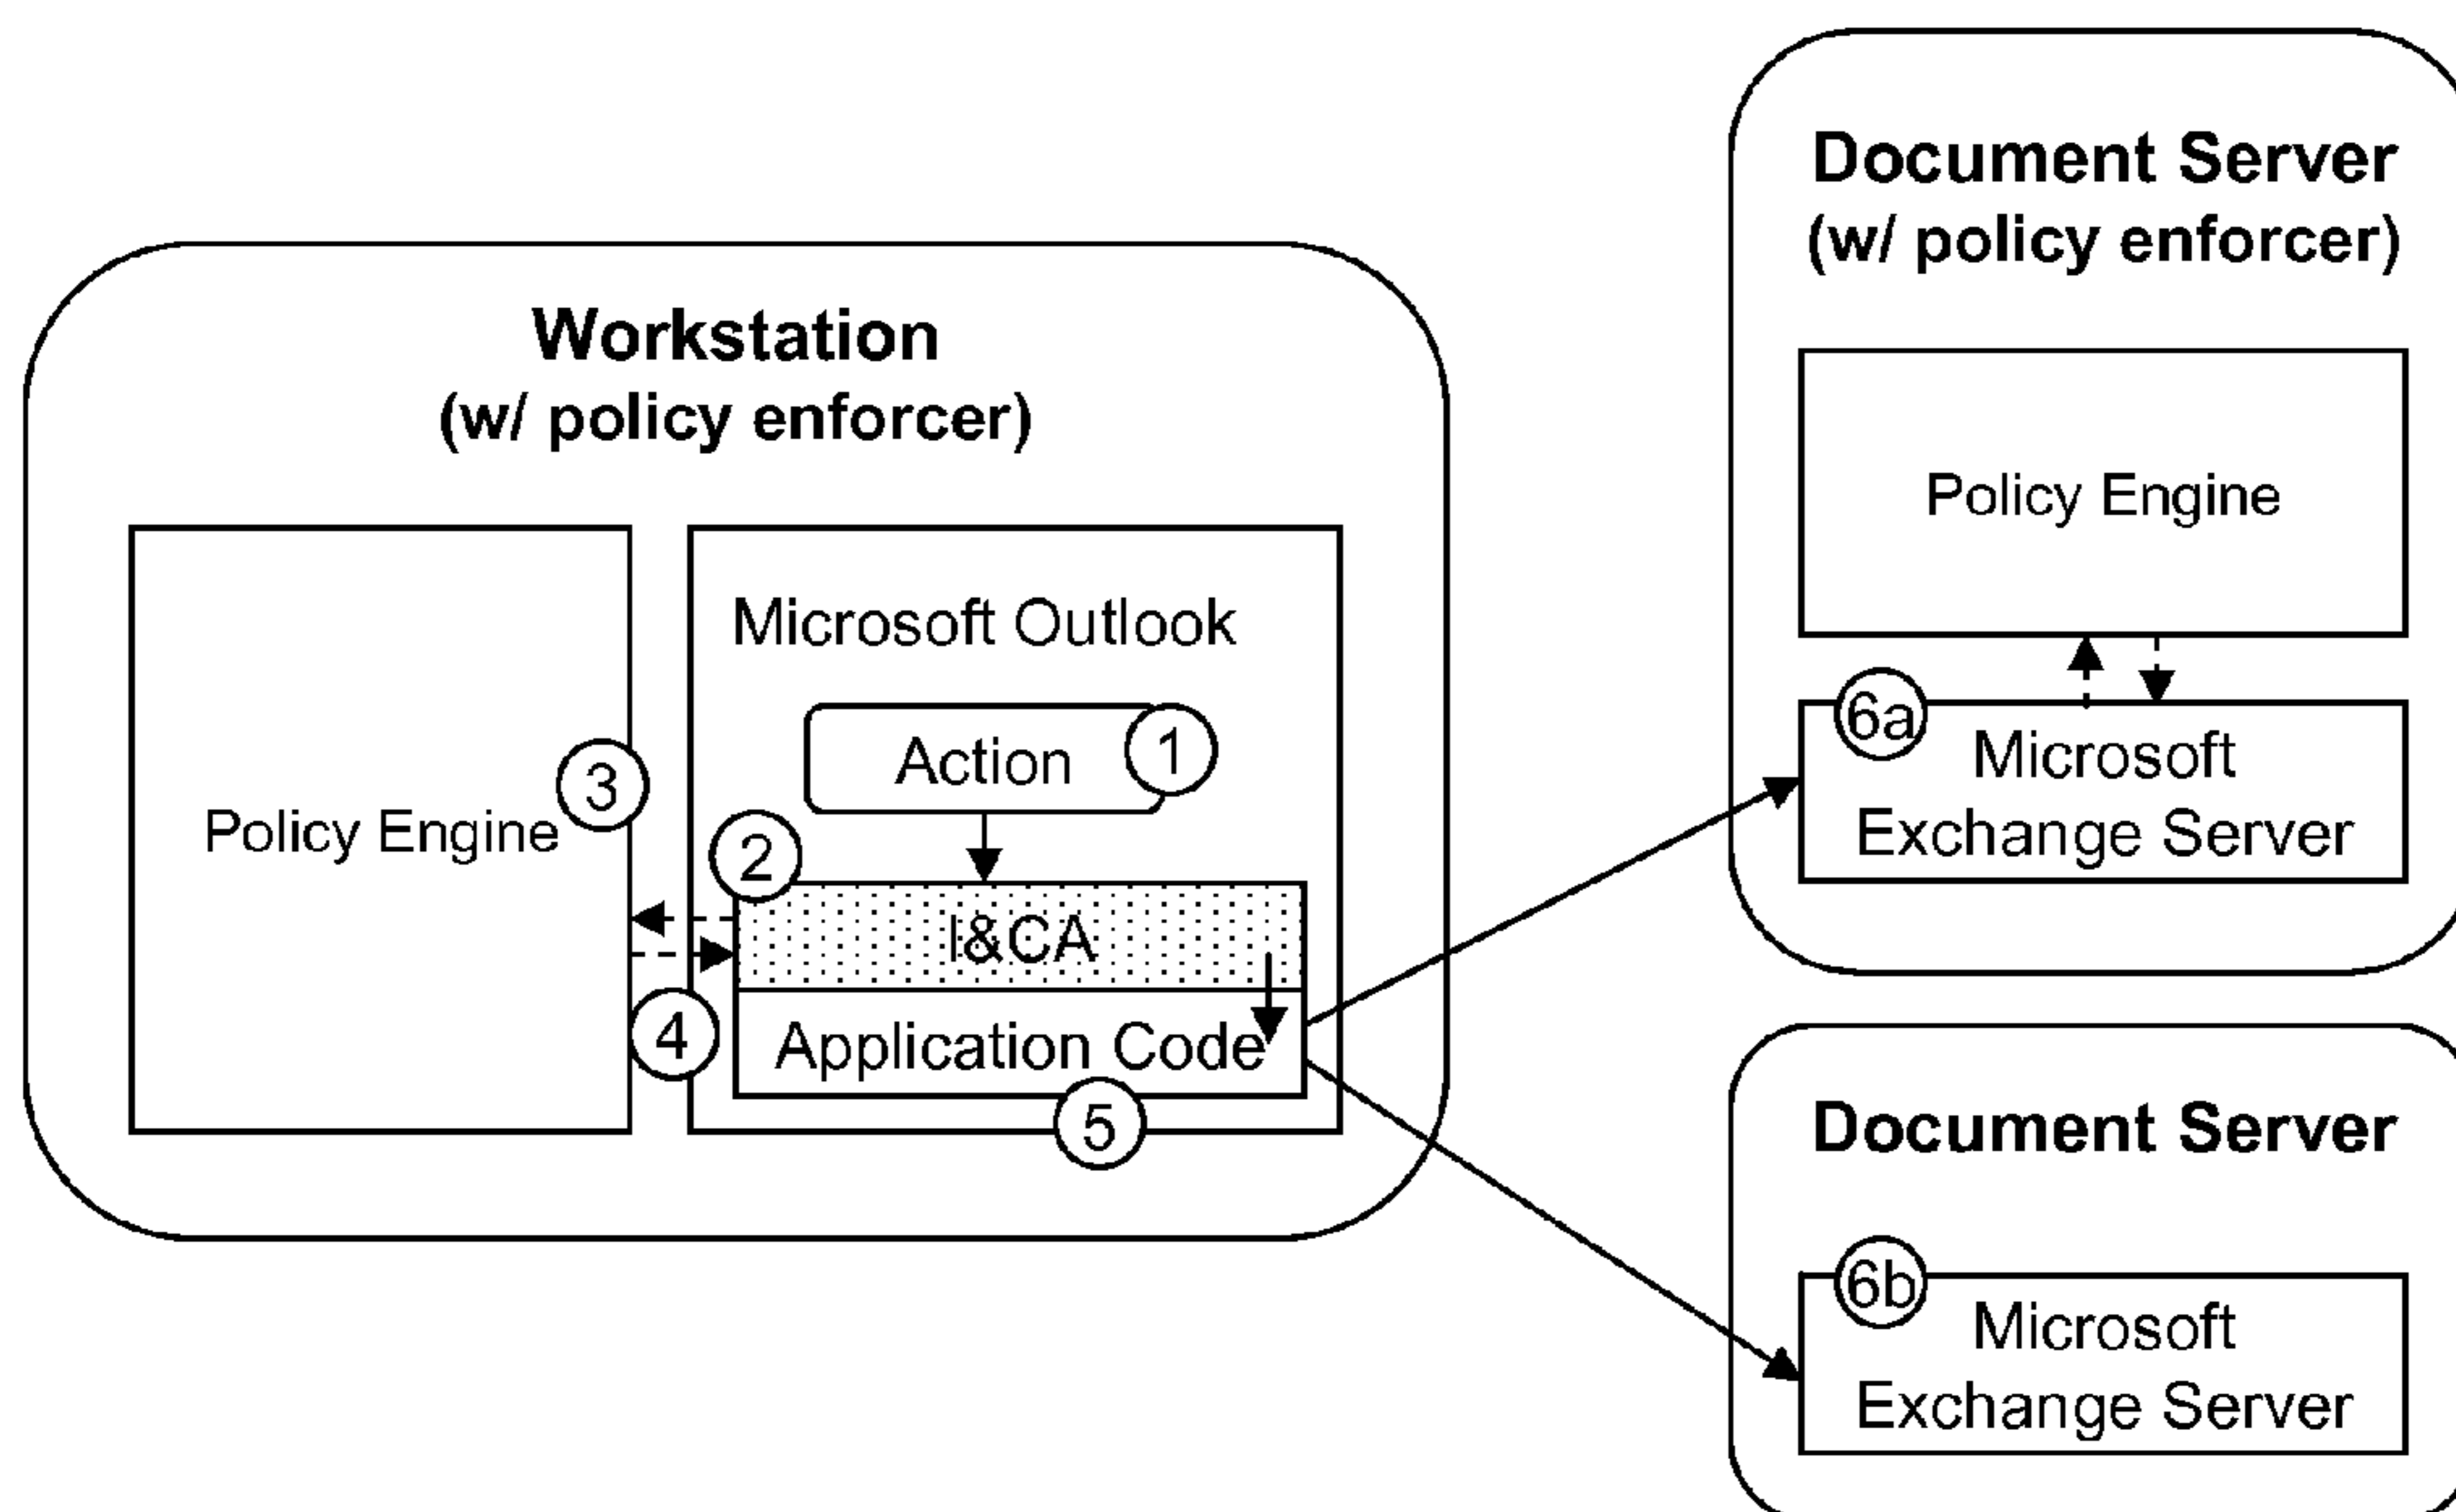 Workstation
(w/ policy enforcer)
Policy Engine
3
Microsoft Outlook
Action
1
2
I&CA
4
Application Code
5
Document Server
(w/ policy enforcer)
Policy Engine
6a
Microsoft
Exchange Server
Document Server
6b
Microsoft
Exchange Server